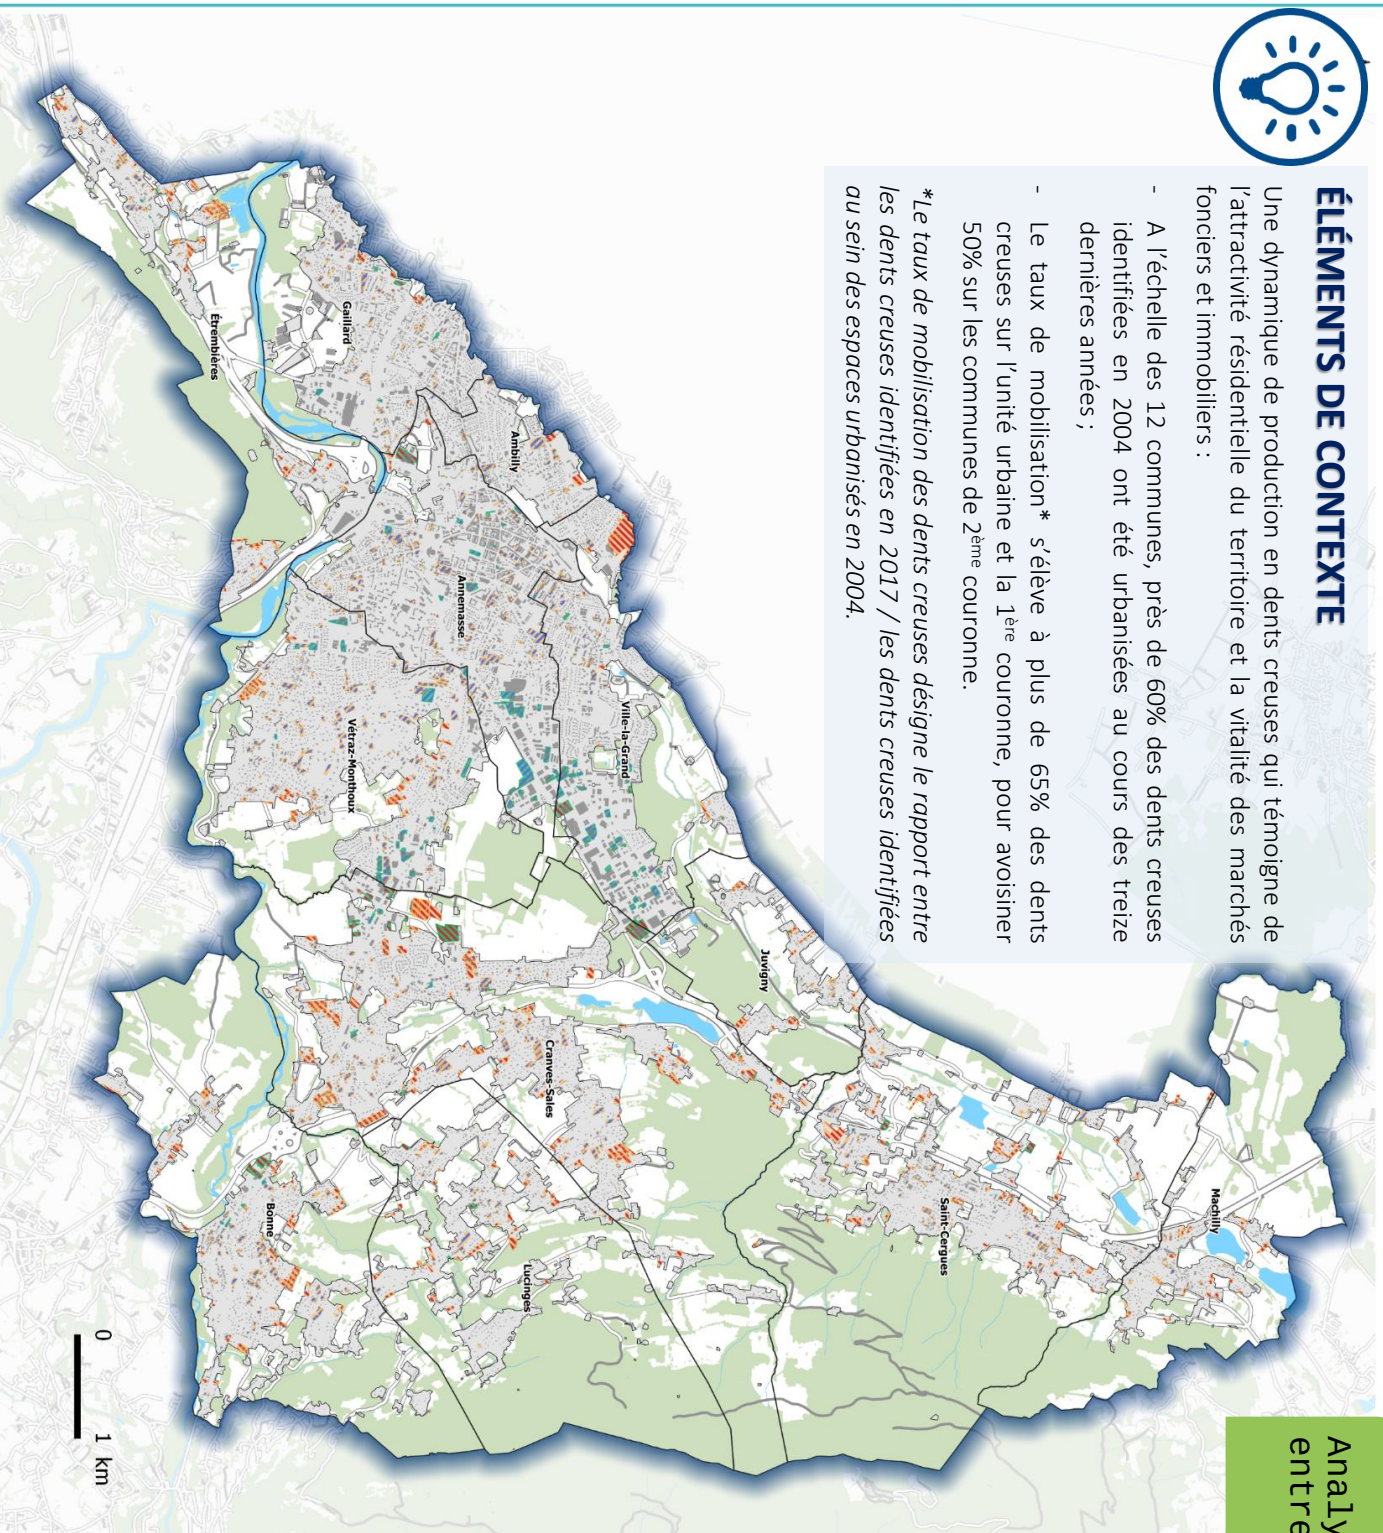 ÉLÉMENTS DE CONTEXTE
Une dynamique de production en dents creuses qui témoigne de
l'attractivité résidentielle du territoire et la vitalité des marchés
fonciers et immobiliers :
- A l'échelle des 12 communes, près de 60% des dents creuses
identifiées en 2004 ont été urbanisées au cours des treize
dernières années ;
- Le taux de mobilisation* s'élève à plus de 65% des dents
creuses sur l'unité urbaine et la 1ère couronne, pour avoisiner
50% sur les communes de 2ème couronne.
*Le taux de mobilisation des dents creuses désigne le rapport entre
les dents creuses identifiées en 2017 / les dents creuses identifiées
au sein des espaces urbanisés en 2004.
Analy
entre
Machilly
Saint-Cergues
Juvigny
Ville-la-Grand
Ambilly
Lucinges
Cranves-Sales
Annemasse
Vétraz-Monthoux
Gaillard
Bonne
Étrembières
0 1 km